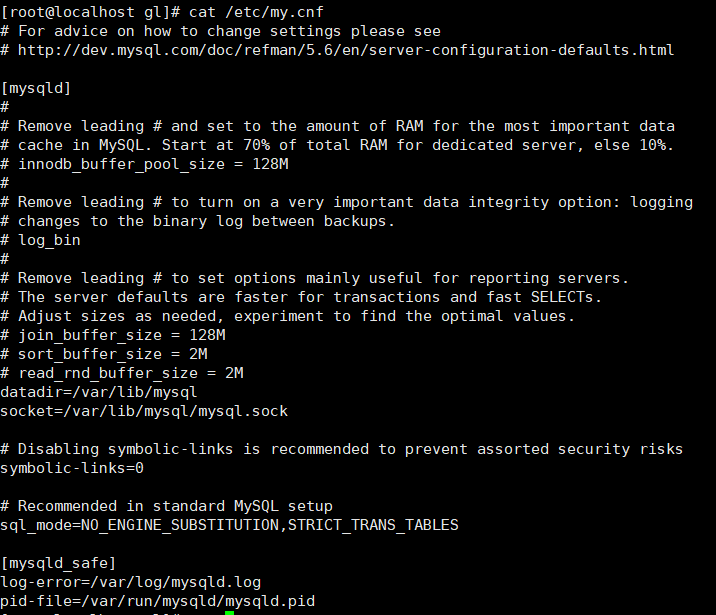 [root@localhost gl]# cat /etc/my.cnf
# For advice on how to change settings please see
# http://dev.mysql.com/doc/refman/5.6/en/server-configuration-defaults.html
[mysqld]
#
# Remove leading # and set to the amount of RAM for the most important data
# cache in MySQL. Start at 70% of total RAM for dedicated server, else 10%.
# innodb_buffer_pool_size = 128M
#
# Remove leading # to turn on a very important data integrity option: logging
# changes to the binary log between backups.
# log_bin
#
# Remove leading # to set options mainly useful for reporting servers.
# The server defaults are faster for transactions and fast SELECTs.
# Adjust sizes as needed, experiment to find the optimal values.
# join_buffer_size = 128M
# sort_buffer_size = 2M
# read_rnd_buffer_size = 2M
datadir=/var/lib/mysql
socket=/var/lib/mysql/mysql.sock
# Disabling symbolic-links is recommended to prevent assorted security risks
symbolic-links=0
# Recommended in standard MySQL setup
sql_mode=NO_ENGINE_SUBSTITUTION,STRICT_TRANS_TABLES
[mysqld_safe]
log-error=/var/log/mysqld.log
pid-file=/var/run/mysqld/mysqld.pid